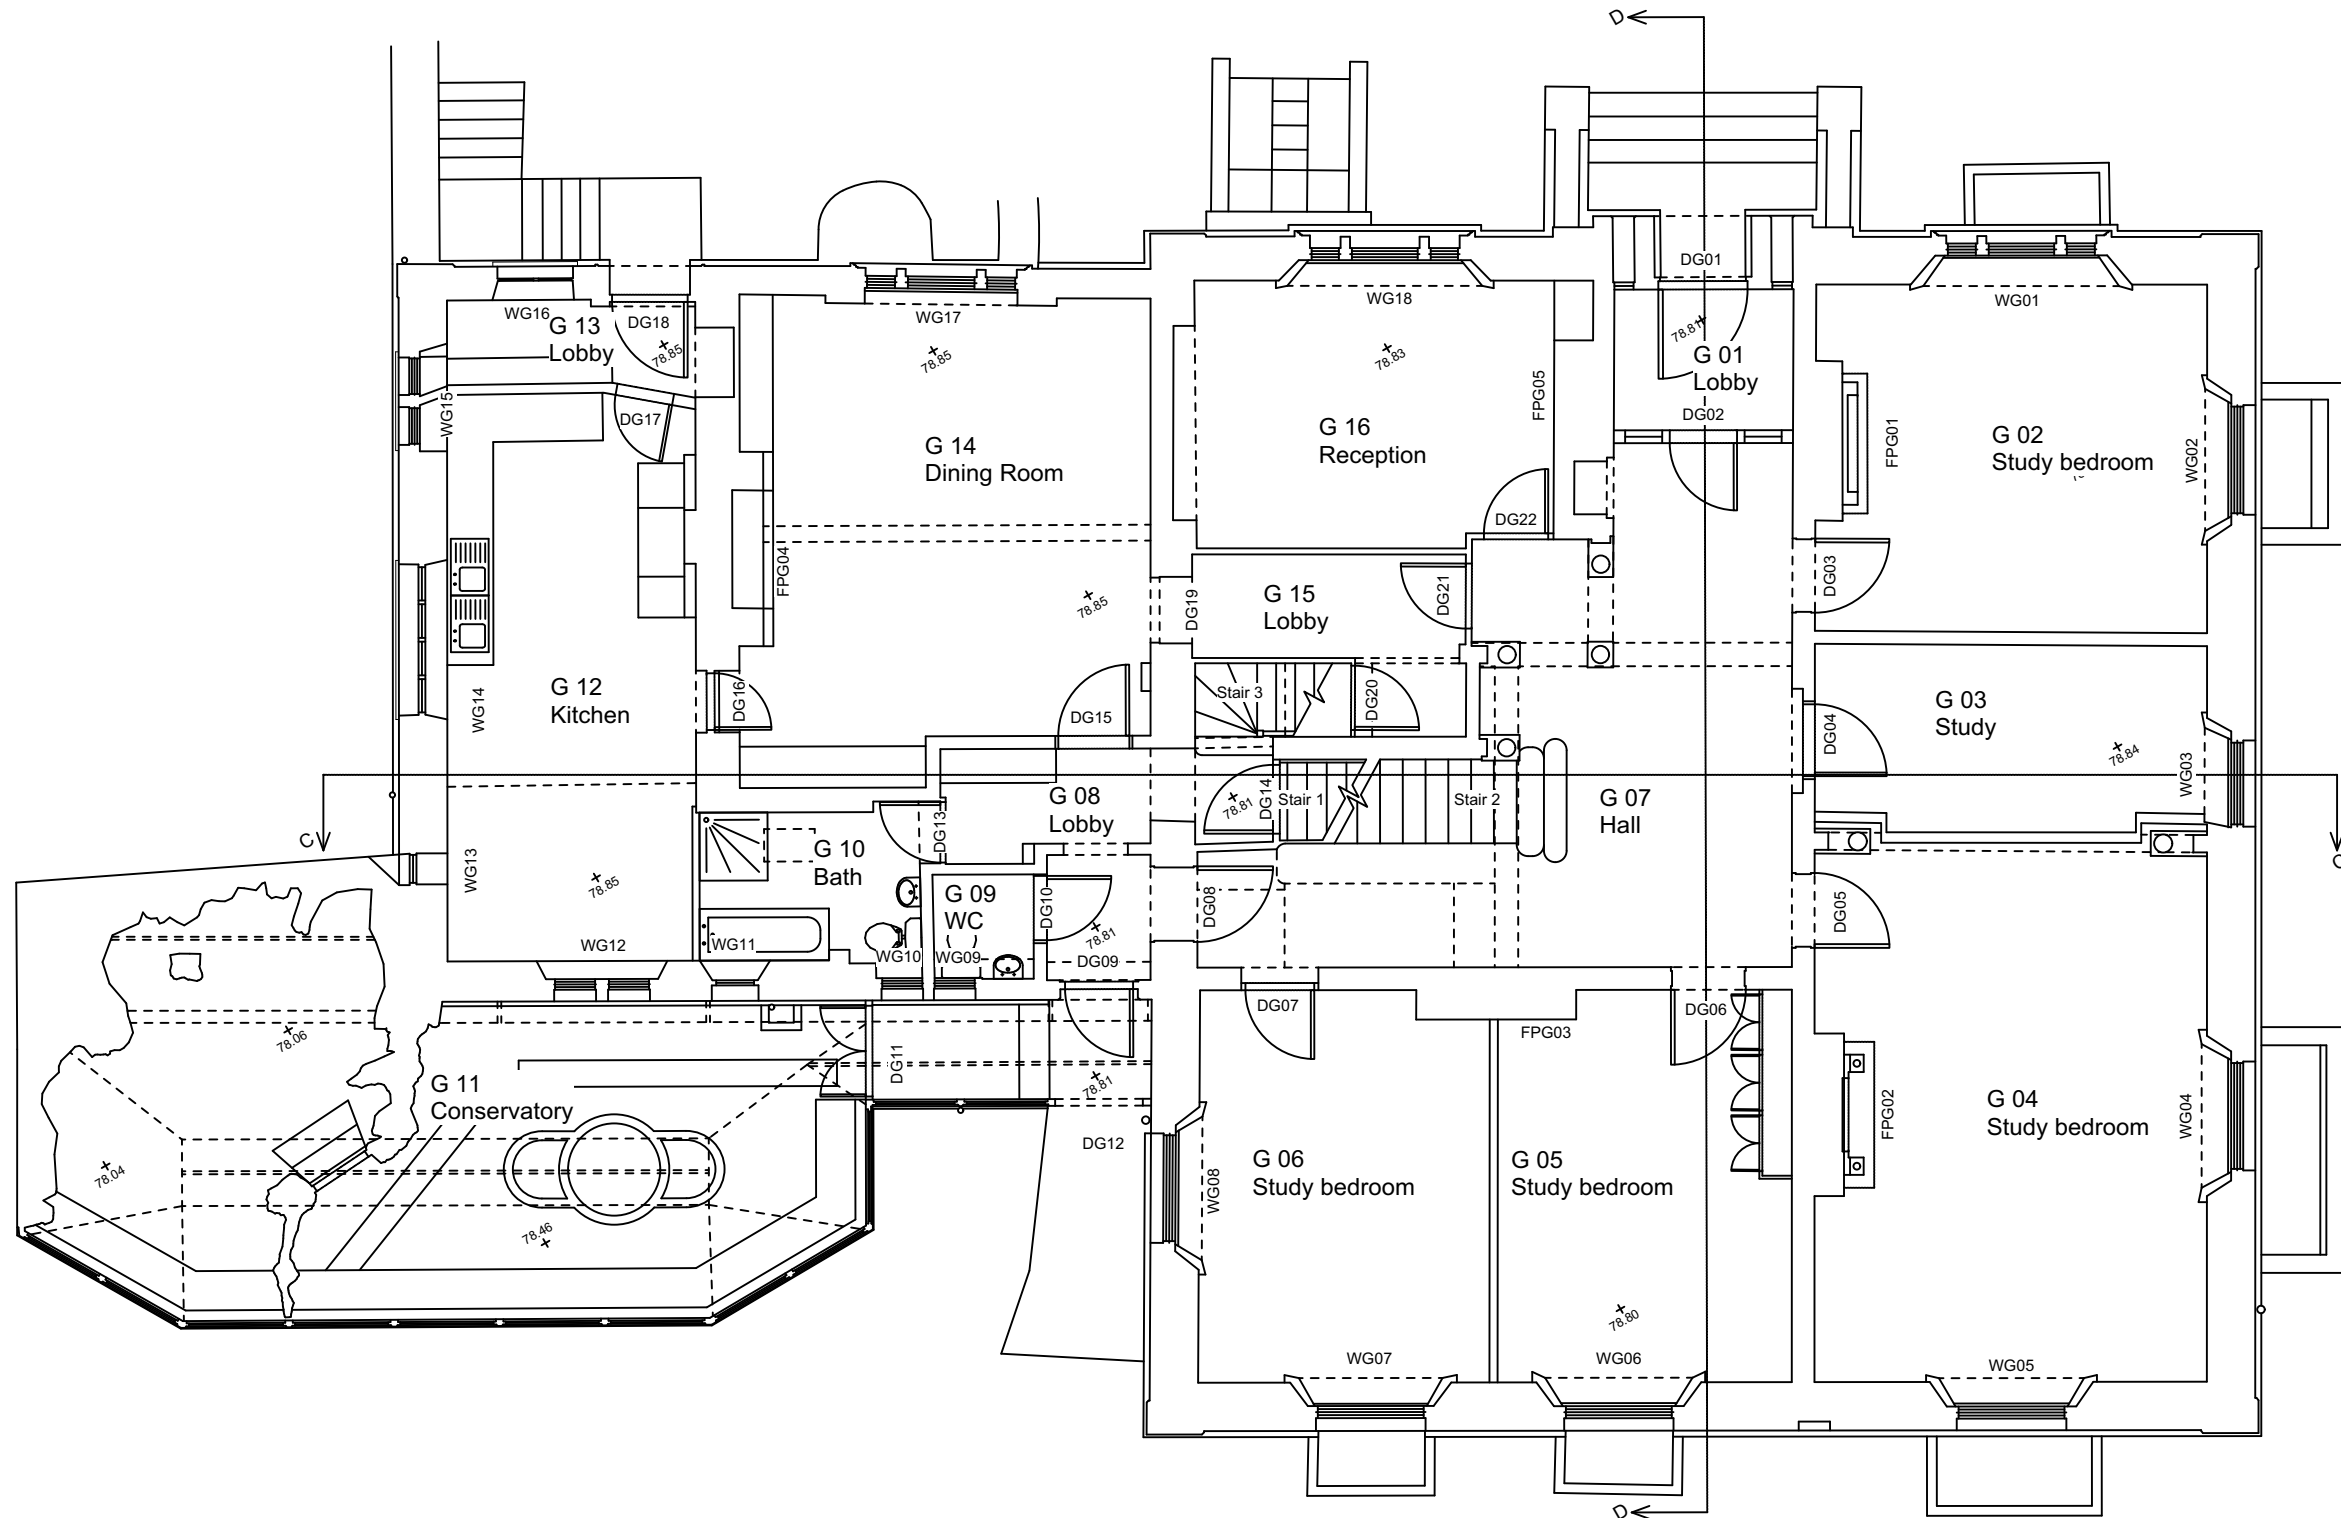 D
DG01
WG16
G 13
Lobby
DG18
78.85
WG17
78.85
WG18
78.83
78.81
G 01
Lobby
DG02
WG01
WG15
DG17
G 14
Dining Room
G 16
Reception
FPG05
FPG01
G 02
Study bedroom
WG02
DG22
FPG04
78.85
DG19
G 15
Lobby
DG21
DG03
G 12
Kitchen
WG14
DG16
DG15
Stair 3
DG20
DG04
G 03
Study
78.84
WG03
C
WG13
78.85
G 10
Bath
DG13
G 08
Lobby
78.81
DG14
Stair 1
Stair 2
G 07
Hall
C
G 09
WC
DG10
78.81
DG08
DG05
WG12
WG11
WG10
WG09
DG09
DG07
FPG03
DG06
78.06
DG11
78.81
G 11
Conservatory
DG12
78.04
78.46
WG08
G 06
Study bedroom
G 05
Study bedroom
FPG02
G 04
Study bedroom
WG04
78.80
WG07
WG06
WG05
D